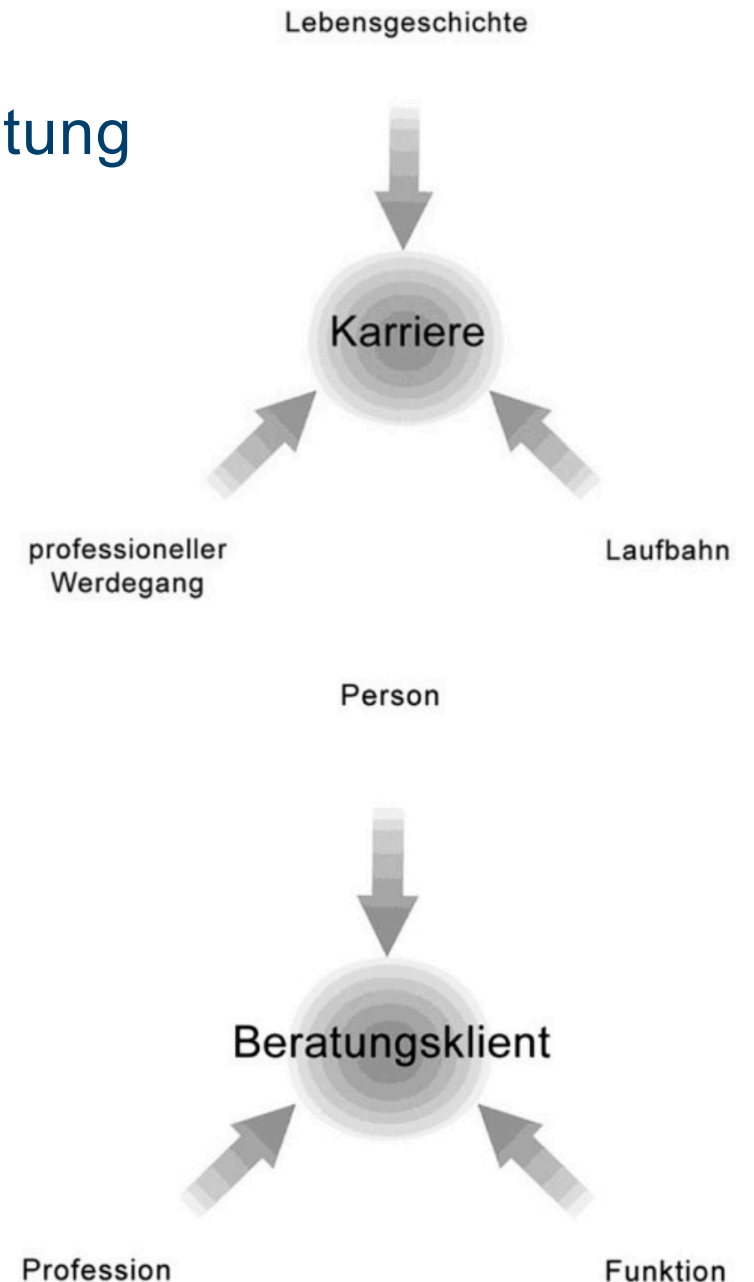 Lebensgeschichte
tung
Karriere
professioneller
Werdegang
Laufbahn
Person
Beratungsklient
Profession
Funktion